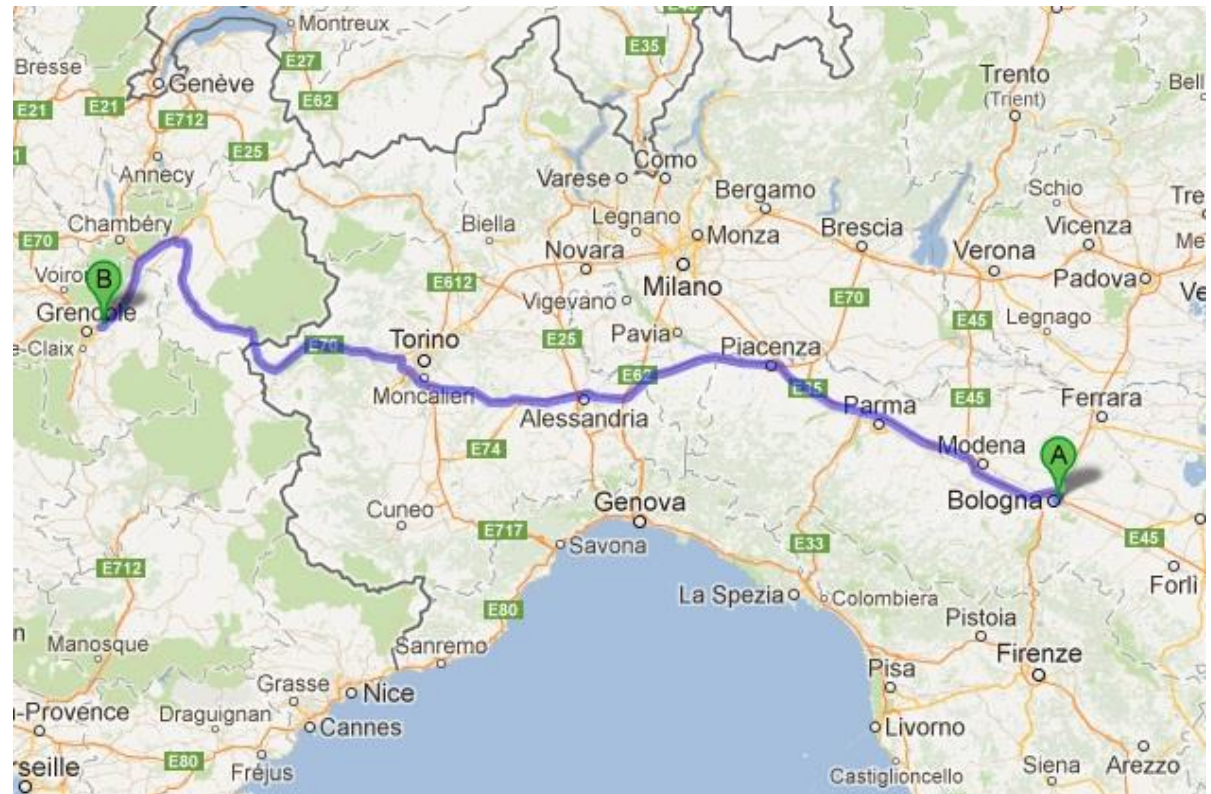 Montreux
E43
E35
E27
Bresse
Genève
Trento
(Trient)
Bell
E21
E21
E62
E712
E25
Annecy
Como
Varese
Bergamo
Schio
Tre
Chambéry
Biella
Legnano
Monza
Brescia
Vicenza
E70
Novara
Verona
Me
Voiro
B
E612
Milano
Padova
Vigevano
E70
Ve
Grenoble
E45
Legnago
e-Claix
Torino
E25
Pavia
Piacenza
E70
E62
E35
Moncalieri
E45
Ferrara
Alessandria
Parma
E74
Modena
A
Bologna
Cuneo
Genova
E717
Savona
E33
E45
E712
Forlì
La Spezia
Colombiera
E80
Pistoia
n
Manosque
Sanremo
Firenze
Pisa
Grasse
Nice
-Provence
Draguignan
Cannes
Livorno
E80
rseille
Fréjus
Castiglioncello
Siena
Arezzo